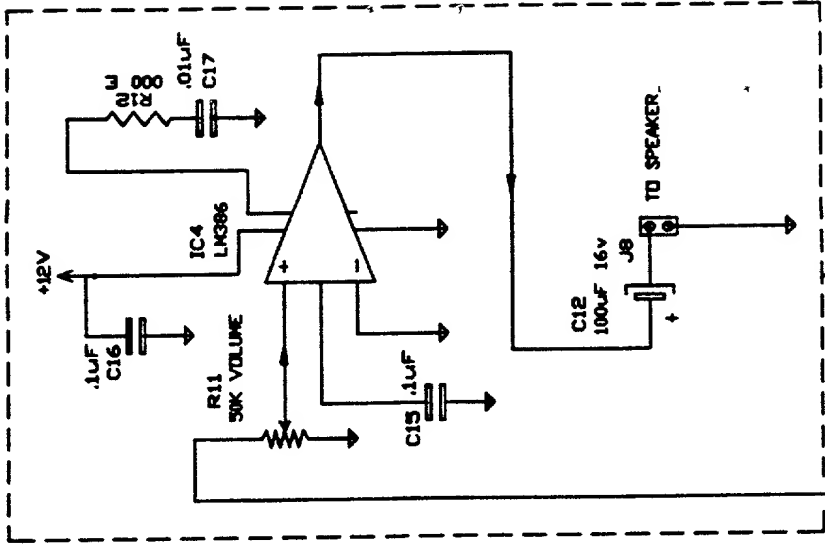 R12
3 000
.01uF
C17
+12V
IC4
LM386
.1uF
C16
R11
50K VOLUME
+
−
.1uF
C15
C12
100uF 16v
+
J8
TO SPEAKER